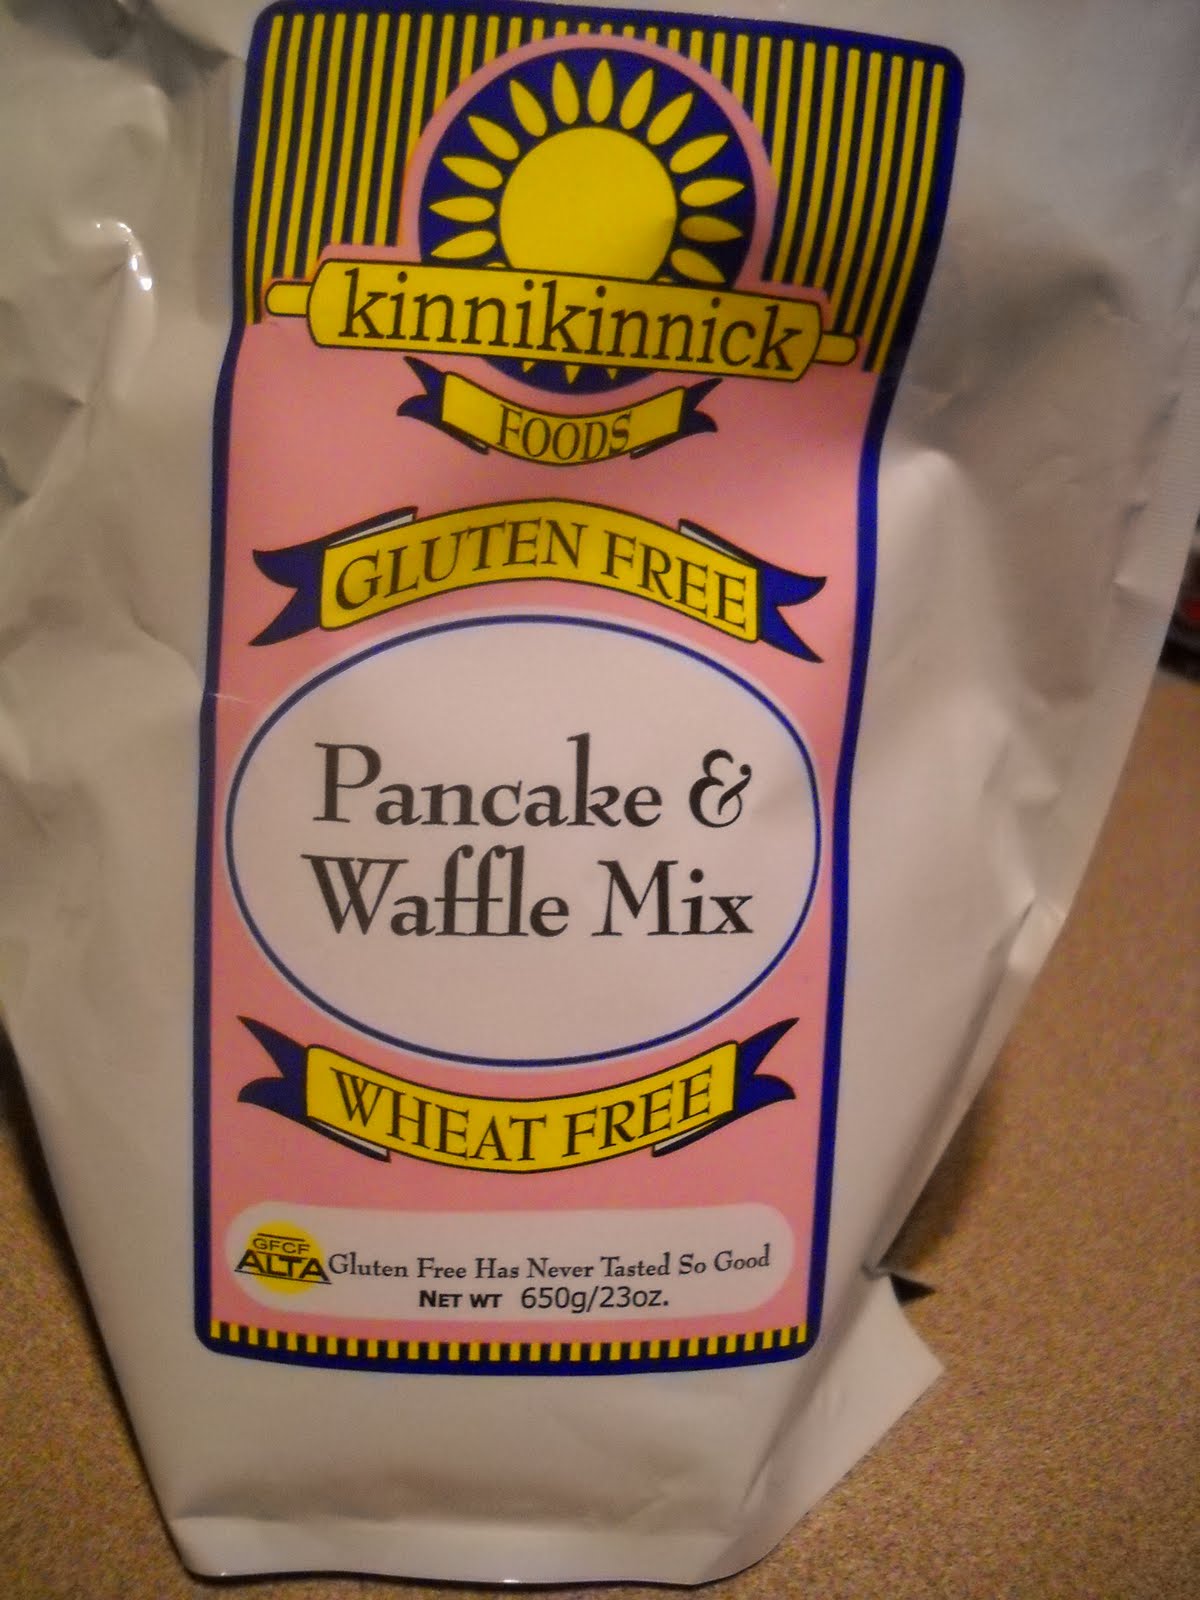 kinnikinnick
FOODS
GLUTEN FREE
Pancake &
Waffle Mix
WHEAT FREE
GFCF
ALTA
Gluten Free Has Never Tasted So Good
NET WT 650g/23oz.